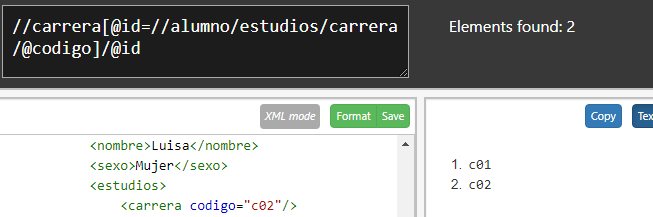 //carrera[@id=//alumno/estudios/carrera
/@codigo]/@id
Elements found: 2
XML mode
Format
Save
Copy
<nombre>Luisa</nombre>
<sexo>Mujer</sexo>
<estudios>
<carrera codigo="c02"/>
1. c01
2. c02